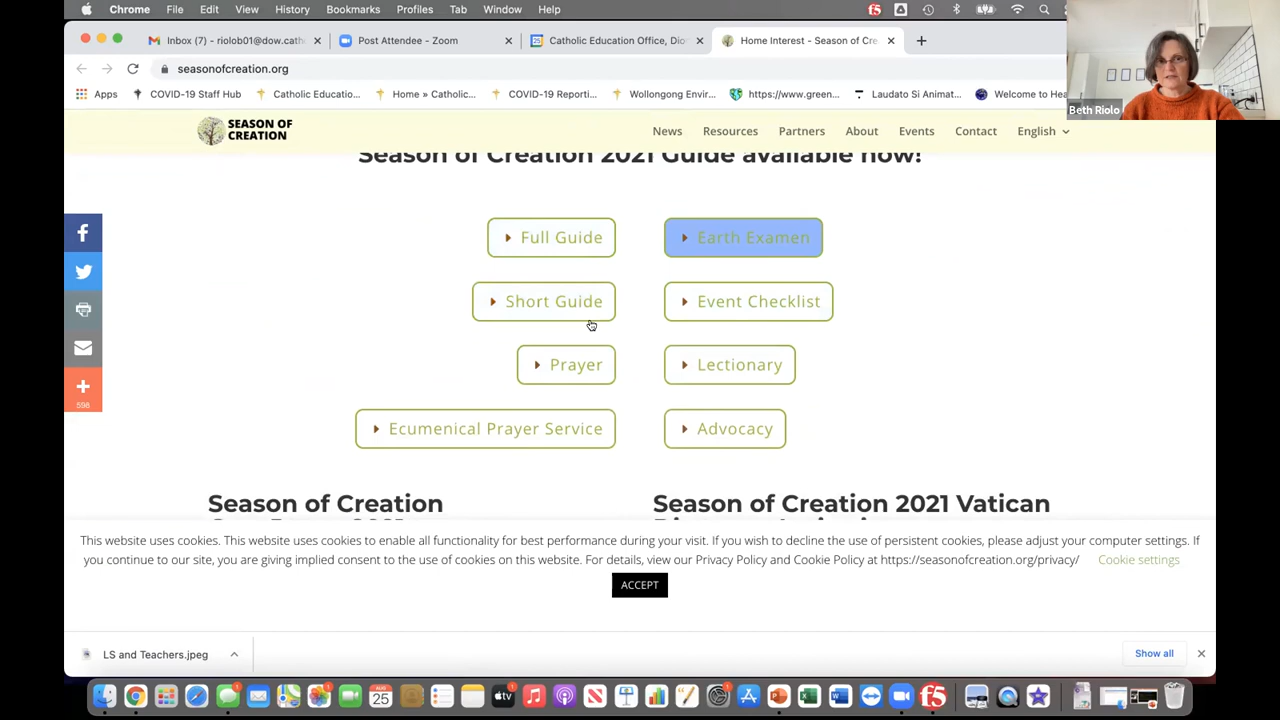 Chrome File Edit View History Bookmarks Profiles Tab Window Help
Inbox (7) - riolob01@dow.cath
Post Attendee - Zoom
Catholic Education Office, Dio
Home Interest - Season of Cre
seasonofcreation.org
Apps COVID-19 Staff Hub Catholic Educatio... Home » Catholic... COVID-19 Reporti... Wollongong Envir... https://www.green... Laudato Si Animat... Welcome to Hea
Beth Riolo
SEASON OF
CREATION
News Resources Partners About Events Contact English
Season of Creation 2021 Guide available now!
Full Guide
Earth Examen
Short Guide
Event Checklist
Prayer
Lectionary
Ecumenical Prayer Service
Advocacy
598
Season of Creation
Season of Creation 2021 Vatican
This website uses cookies. This website uses cookies to enable all functionality for best performance during your visit. If you wish to decline the use of persistent cookies, please adjust your computer settings. If
you continue to our site, you are giving implied consent to the use of cookies on this website. For details, view our Privacy Policy and Cookie Policy at https://seasonofcreation.org/privacy/ Cookie settings
ACCEPT
LS and Teachers.jpeg
Show all
AUG
25
tv